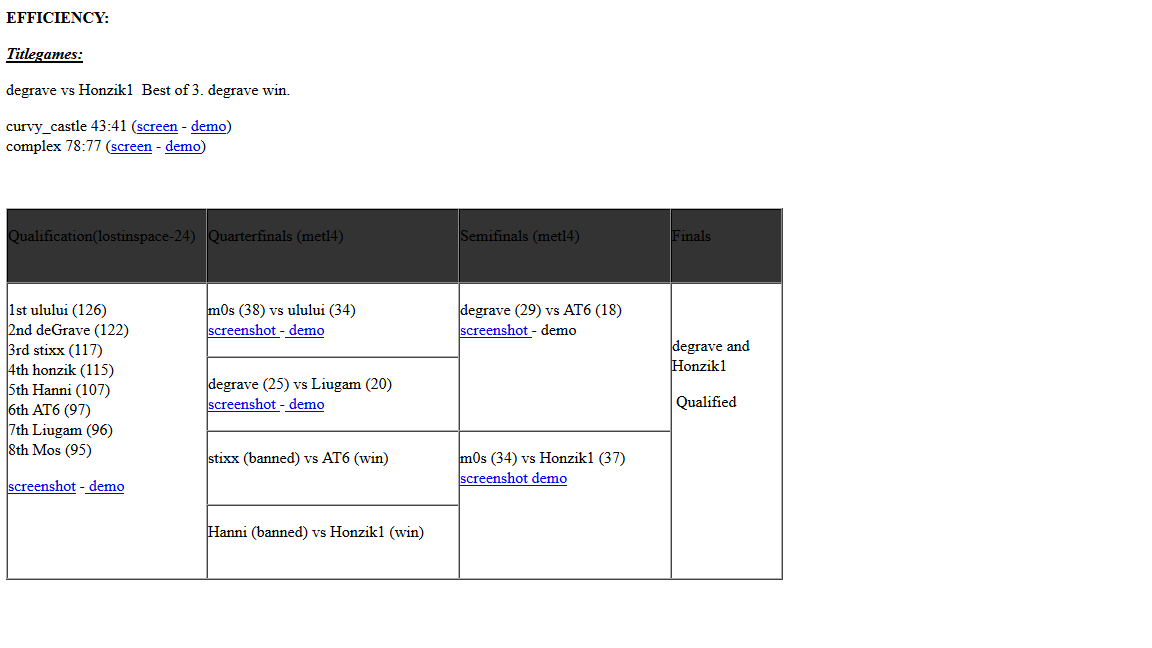 EFFICIENCY:
Titlegames:
degrave vs Honzik1  Best of 3. degrave win.
curvy_castle 43:41 (screen - demo)
complex 78:77 (screen - demo)
Qualification(lostinspace-24)
Quarterfinals (metl4)
Semifinals (metl4)
Finals
1st ulului (126)
2nd deGrave (122)
3rd stixx (117)
4th honzik (115)
5th Hanni (107)
6th AT6 (97)
7th Liugam (96)
8th Mos (95)
screenshot - demo
m0s (38) vs ulului (34)
screenshot - demo
degrave (25) vs Liugam (20)
screenshot - demo
stixx (banned) vs AT6 (win)
Hanni (banned) vs Honzik1 (win)
degrave (29) vs AT6 (18)
screenshot - demo
m0s (34) vs Honzik1 (37)
screenshot demo
degrave and
Honzik1
Qualified